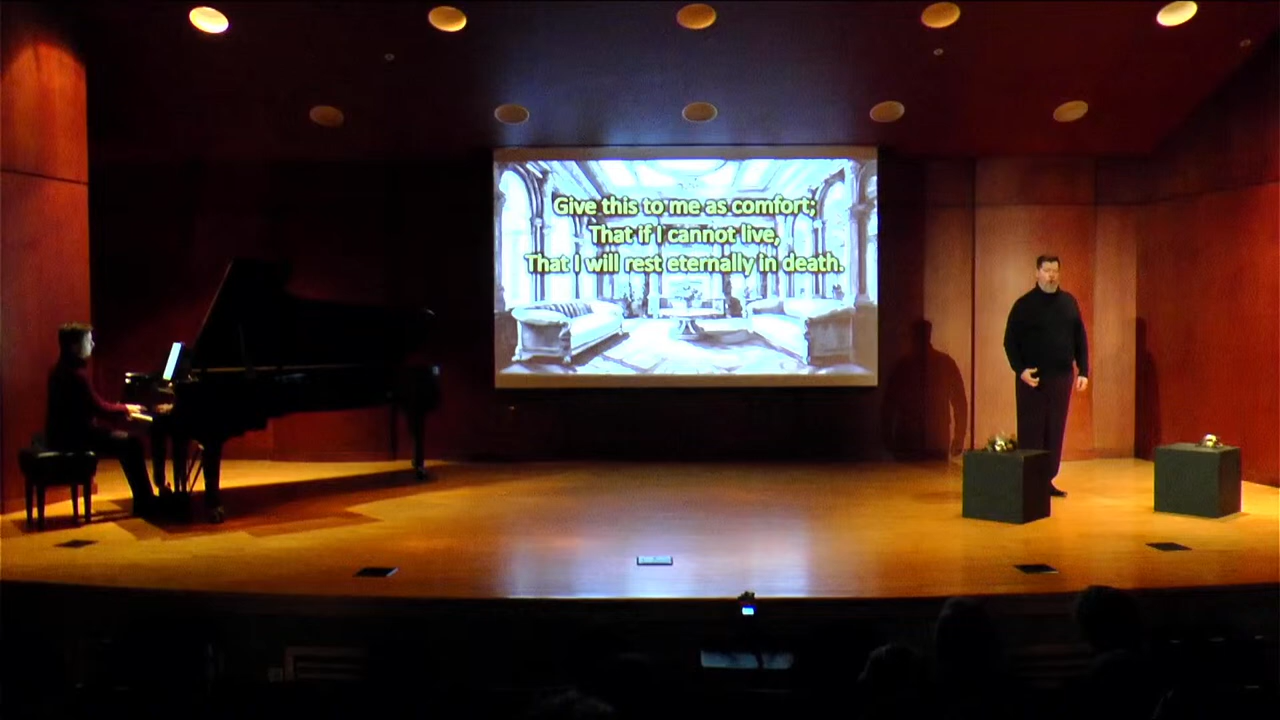 Give this to me as comfort;
That if I cannot live,
That I will rest eternally in death.